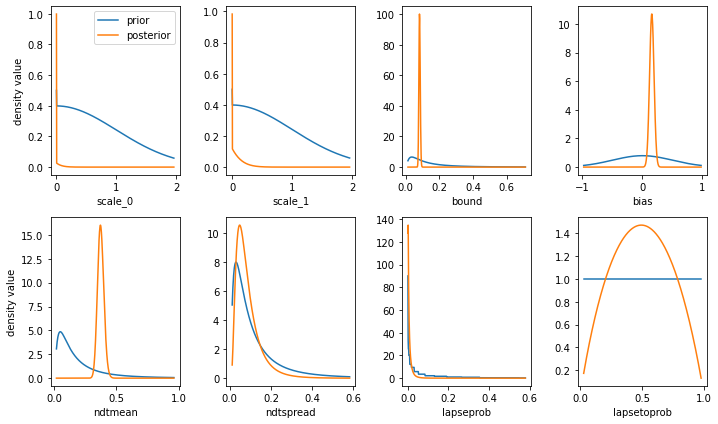 density value
1.0
0.8
0.6
0.4
0.2
0.0
prior
posterior
0 1 2
scale_0
1.0
0.8
0.6
0.4
0.2
0.0
0 1 2
scale_1
100
80
60
40
20
0
0.0 0.2 0.4 0.6
bound
10
8
6
4
2
0
-1 0 1
bias
density value
15.0
12.5
10.0
7.5
5.0
2.5
0.0
0.0 0.5 1.0
ndtmean
10
8
6
4
2
0
0.0 0.2 0.4 0.6
ndtspread
140
120
100
80
60
40
20
0
0.0 0.2 0.4 0.6
lapseprob
1.4
1.2
1.0
0.8
0.6
0.4
0.2
0.0 0.5 1.0
lapsetoprob